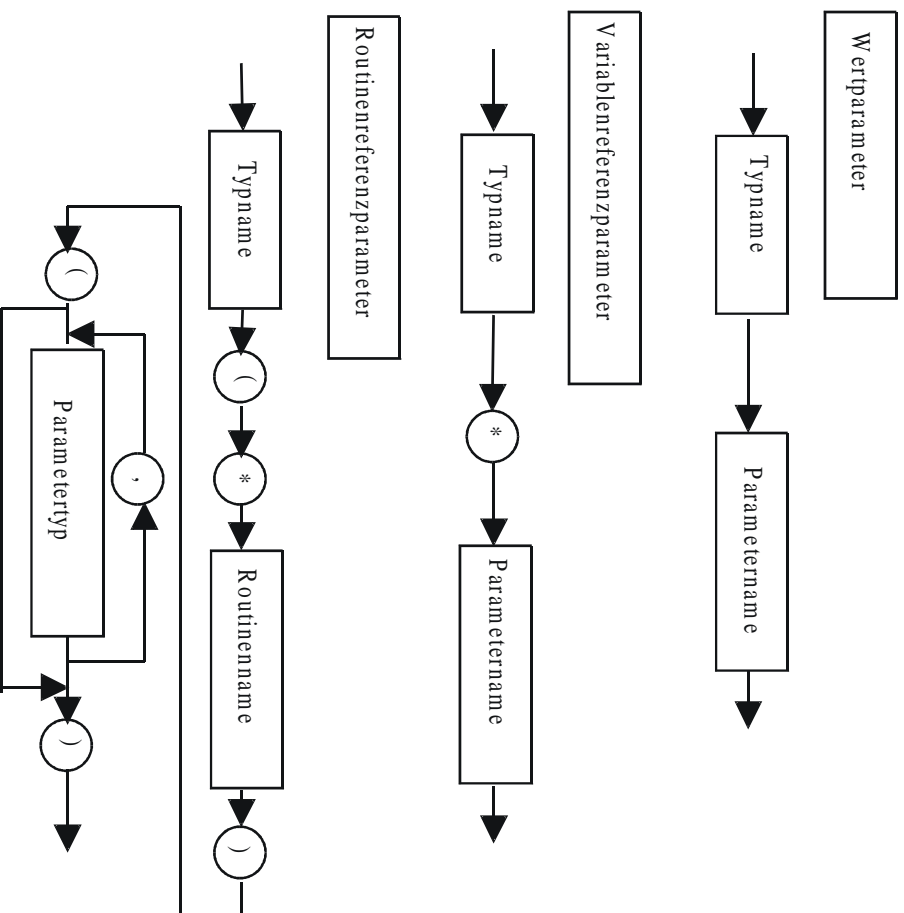 Wertparameter
Typname
Parametername
Variablenreferenzparameter
Typname
*
Parametername
Routinenreferenzparameter
Typname
(
*
Routinenname
)
(
Parametertyp
,
)